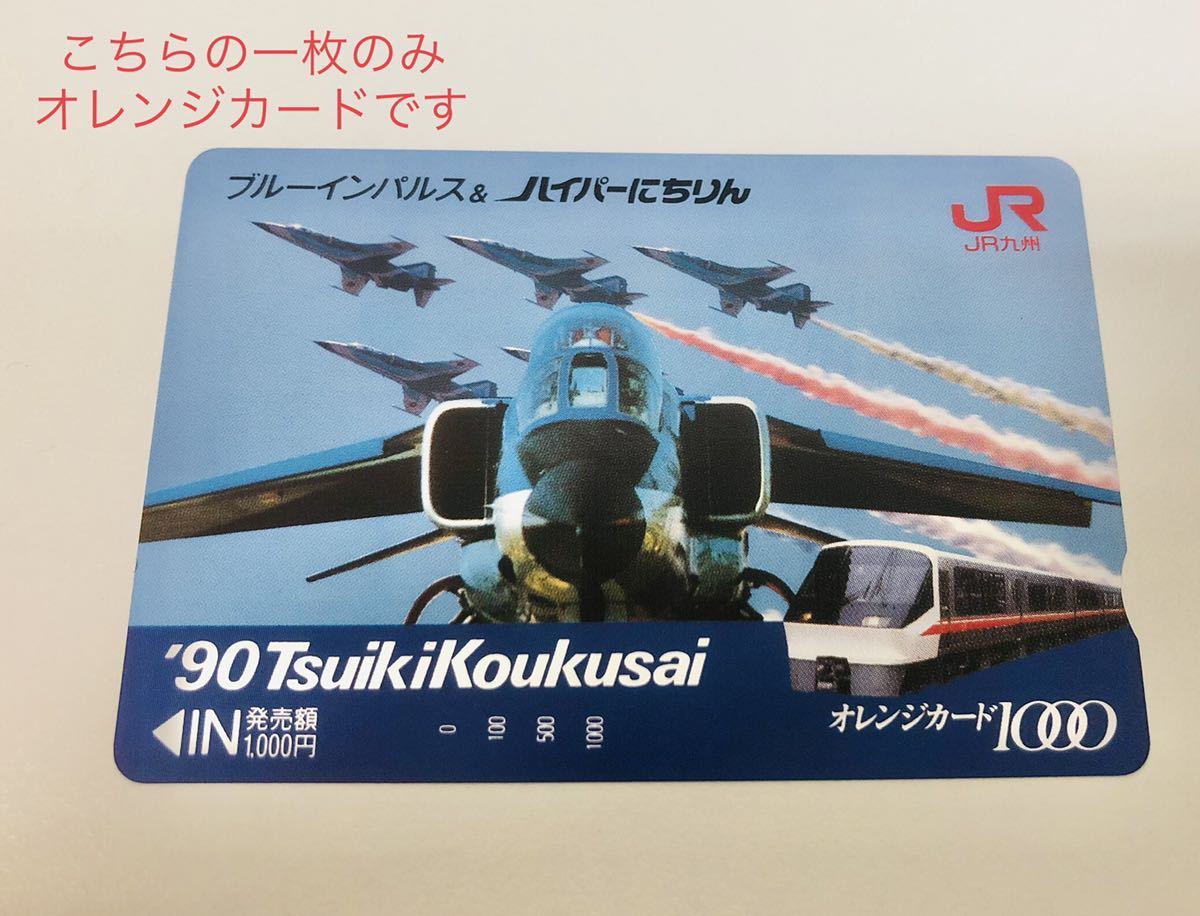 こちらの一枚のみ
オレンジカードです
ブルーインパルス& ハイパーにちりん
JR
JR九州
'90 TsuikiKoukusai
IN 発売額
1,000円
0 100 500 1000
オレンジカード1000